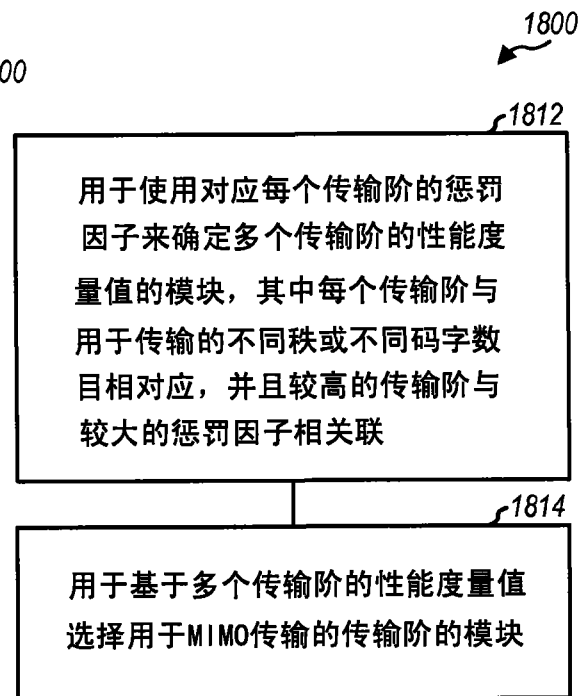 1800
00
1812
用于使用对应每个传输阶的惩罚
因子来确定多个传输阶的性能度
量值的模块，其中每个传输阶与
用于传输的不同秩或不同码字数
目相对应，并且较高的传输阶与
较大的惩罚因子相关联
1814
用于基于多个传输阶的性能度量值
选择用于MIMO传输的传输阶的模块